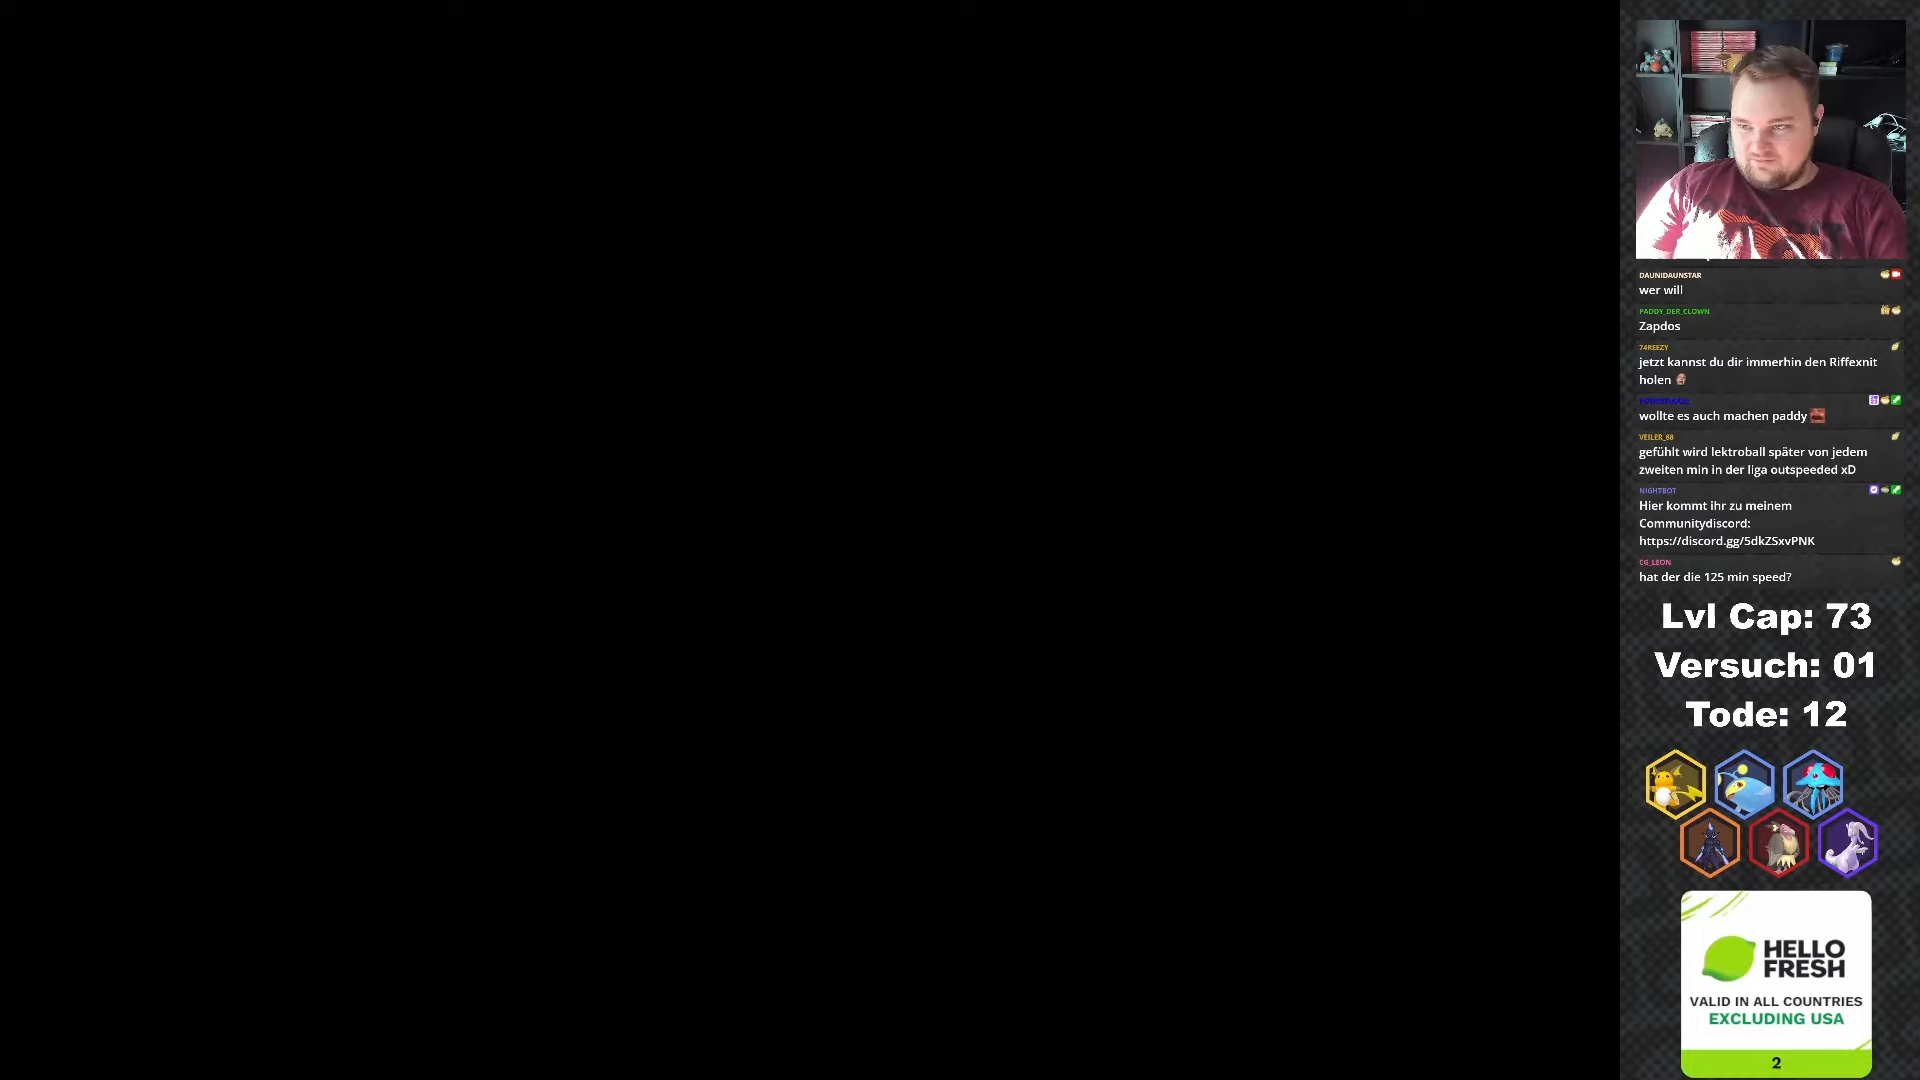 DAUNIDAUNSTAR
wer will
PADDY_DER_CLOWN
Zapdos
74REEZY
jetzt kannst du dir immerhin den Riffexnit
holen
wollte es auch machen paddy
VEILER_88
gefühlt wird lektroball später von jedem
zweiten min in der liga outspeeded xD
NIGHTBOT
Hier kommt ihr zu meinem
Communitydiscord:
https://discord.gg/5dkZSxvPNK
CG_LEON
hat der die 125 min speed?
Lvl Cap: 73
Versuch: 01
Tode: 12
HELLO
FRESH
VALID IN ALL COUNTRIES
EXCLUDING USA
2